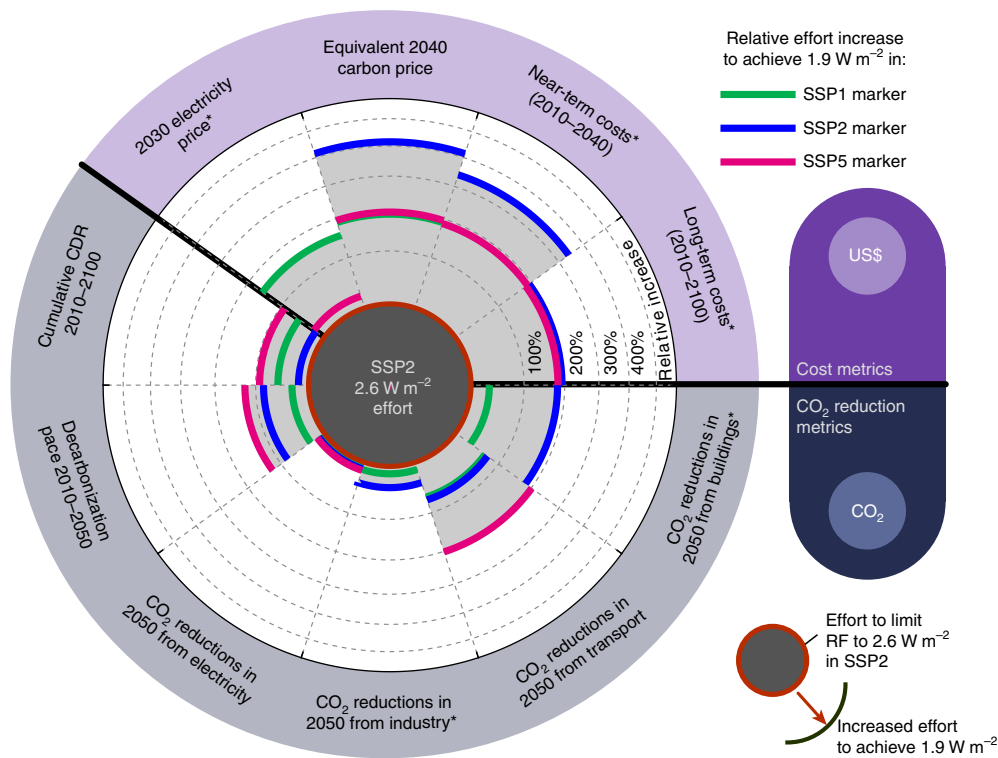 Equivalent 2040
carbon price
Near-term costs*
(2010–2040)
Long-term costs*
(2010–2100)
2030 electricity
price*
Cumulative CDR
2010–2100
Decarbonization
pace 2010–2050
CO₂ reductions in
2050 from electricity
CO₂ reductions in
2050 from industry*
CO₂ reductions in
2050 from transport
CO₂ reductions in
2050 from buildings*
SSP2
2.6 W m⁻²
effort
100%
200%
300%
400%
Relative increase
Relative effort increase
to achieve 1.9 W m⁻² in:
SSP1 marker
SSP2 marker
SSP5 marker
US$
Cost metrics
CO₂ reduction
metrics
CO₂
Effort to limit
RF to 2.6 W m⁻²
in SSP2
Increased effort
to achieve 1.9 W m⁻²